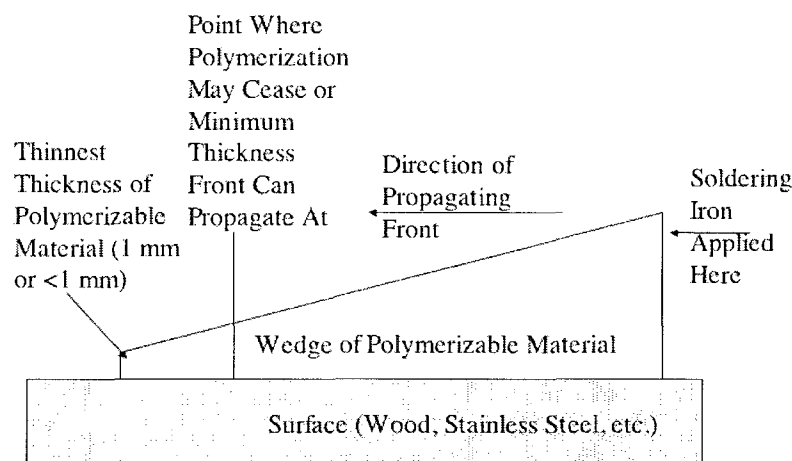 Point Where
Polymerization
May Cease or
Minimum
Thickness
Front Can
Propagate At
Thinnest
Thickness of
Polymerizable
Material (1 mm
or <1 mm)
Direction of
Propagating
Front
Soldering
Iron
Applied
Here
Wedge of Polymerizable Material
Surface (Wood, Stainless Steel, etc.)